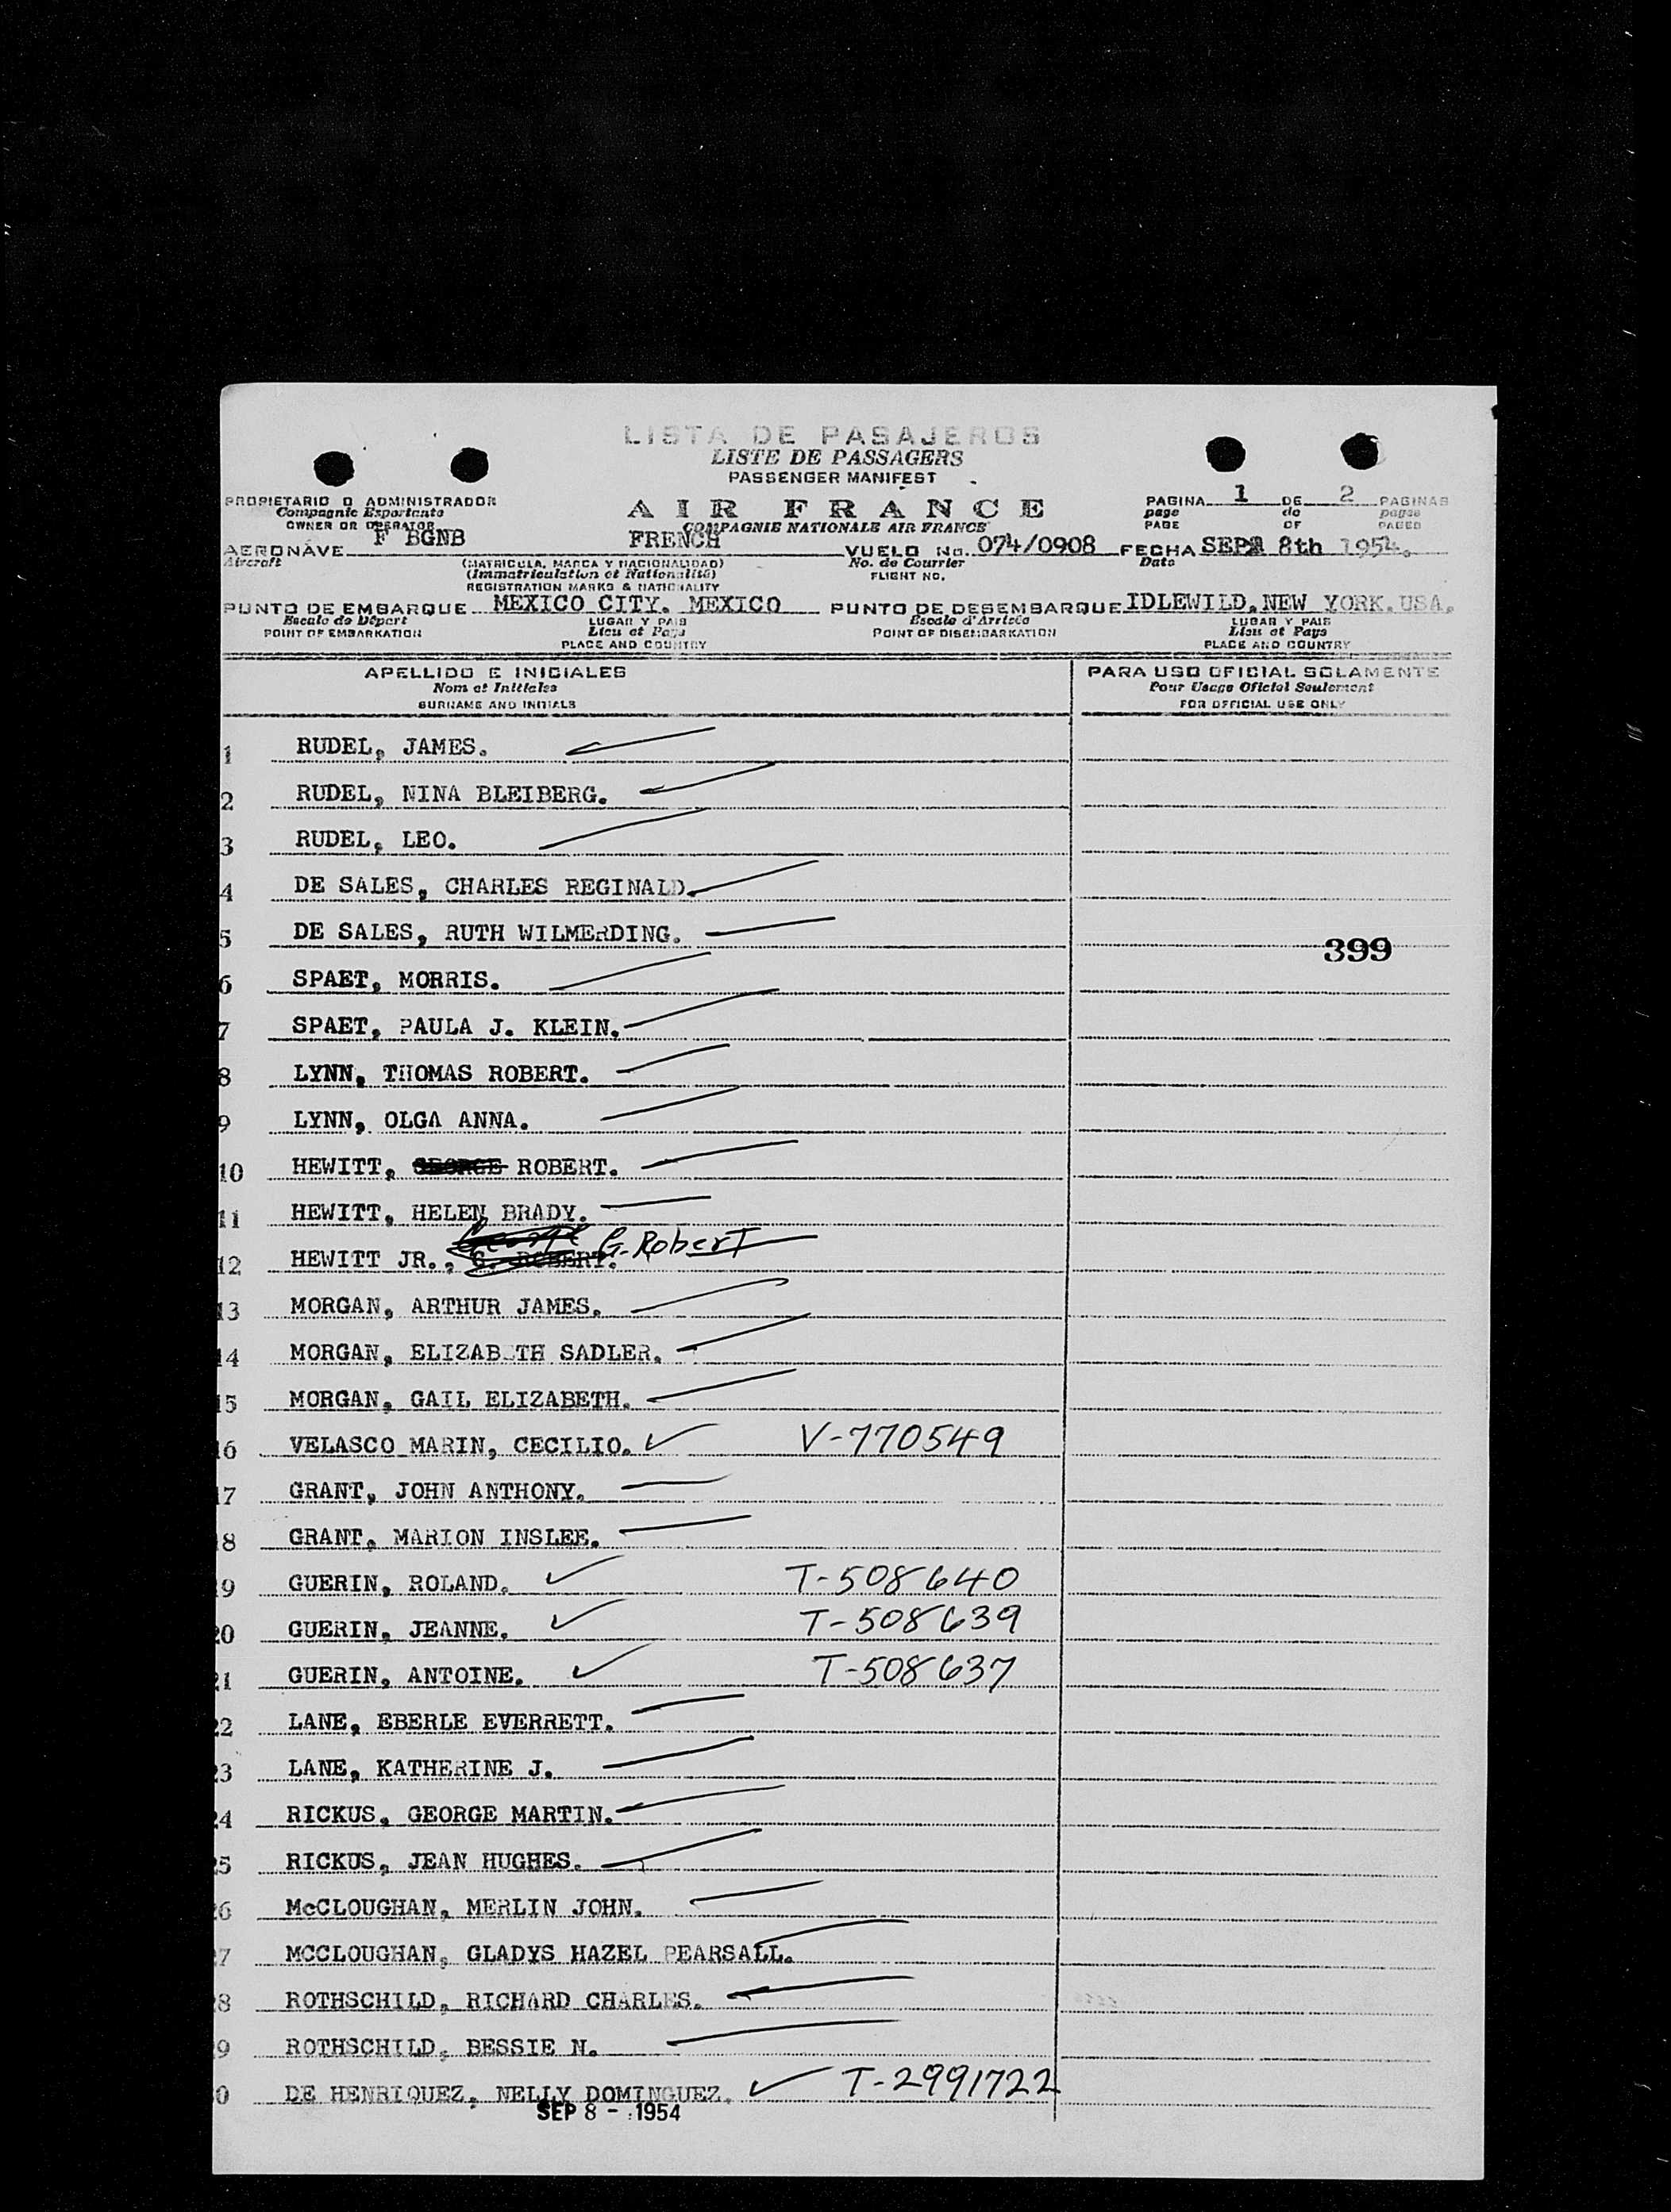 LISTA DE PASAJEROS
LISTE DE PASSAGERS
PASSENGER MANIFEST
PROPIETARIO O ADMINISTRADOR
Compagnie Exportante
OWNER OR OPERATOR
AIR FRANCE
COMPAGNIE NATIONALE AIR FRANCE
PAGINA 1 DE 2 PAGINAS
page de pages
PAGE OF PAGES
AERONAVE F BGNB FRENCH VUELO No. 074/0908 FECHA SEP 8th 1954.
Aircraft (MATRICULA, MARCA Y NACIONALIDAD) No. de Courrier Date
(Immatriculation et Nationalité) FLIGHT NO.
REGISTRATION MARKS & NATIONALITY
PUNTO DE EMBARQUE MEXICO CITY. MEXICO PUNTO DE DESEMBARQUE IDLEWILD, NEW YORK. USA.
Escale de Départ LUGAR Y PAIS Escale d'Arrivée LUGAR Y PAIS
POINT OF EMBARKATION Lieu et Pays POINT OF DISEMBARKATION Lieu et Pays
PLACE AND COUNTRY PLACE AND COUNTRY
APELLIDO E INICIALES PARA USO OFICIAL SOLAMENTE
Nom et Initiales Pour Usage Oficiel Seulement
SURNAME AND INITIALS FOR OFFICIAL USE ONLY
1 RUDEL, JAMES.
2 RUDEL, NINA BLEIBERG.
3 RUDEL, LEO.
4 DE SALES, CHARLES REGINALD.
5 DE SALES, RUTH WILMERDING.
399
6 SPAET, MORRIS.
7 SPAET, PAULA J. KLEIN.
8 LYNN, THOMAS ROBERT.
9 LYNN, OLGA ANNA.
10 HEWITT, GEORGE ROBERT.
11 HEWITT, HELEN BRADY.
George G. Robert
12 HEWITT JR., G. ROBERT.
13 MORGAN, ARTHUR JAMES.
14 MORGAN, ELIZABETH SADLER.
15 MORGAN, GAIL ELIZABETH.
16 VELASCO MARIN, CECILIO. V-770549
17 GRANT, JOHN ANTHONY.
18 GRANT, MARION INSLEE.
9 GUERIN, ROLAND. T-508640
20 GUERIN, JEANNE. T-508639
21 GUERIN, ANTOINE. T-508637
22 LANE, EBERLE EVERRETT.
23 LANE, KATHERINE J.
24 RICKUS, GEORGE MARTIN.
25 RICKUS, JEAN HUGHES.
26 McCLOUGHAN, MERLIN JOHN.
27 MCCLOUGHAN, GLADYS HAZEL PEARSALL.
28 ROTHSCHILD, RICHARD CHARLES.
9 ROTHSCHILD, BESSIE N.
0 DE HENRIQUEZ, NELLY DOMINGUEZ. T-2991722
SEP 8 - 1954